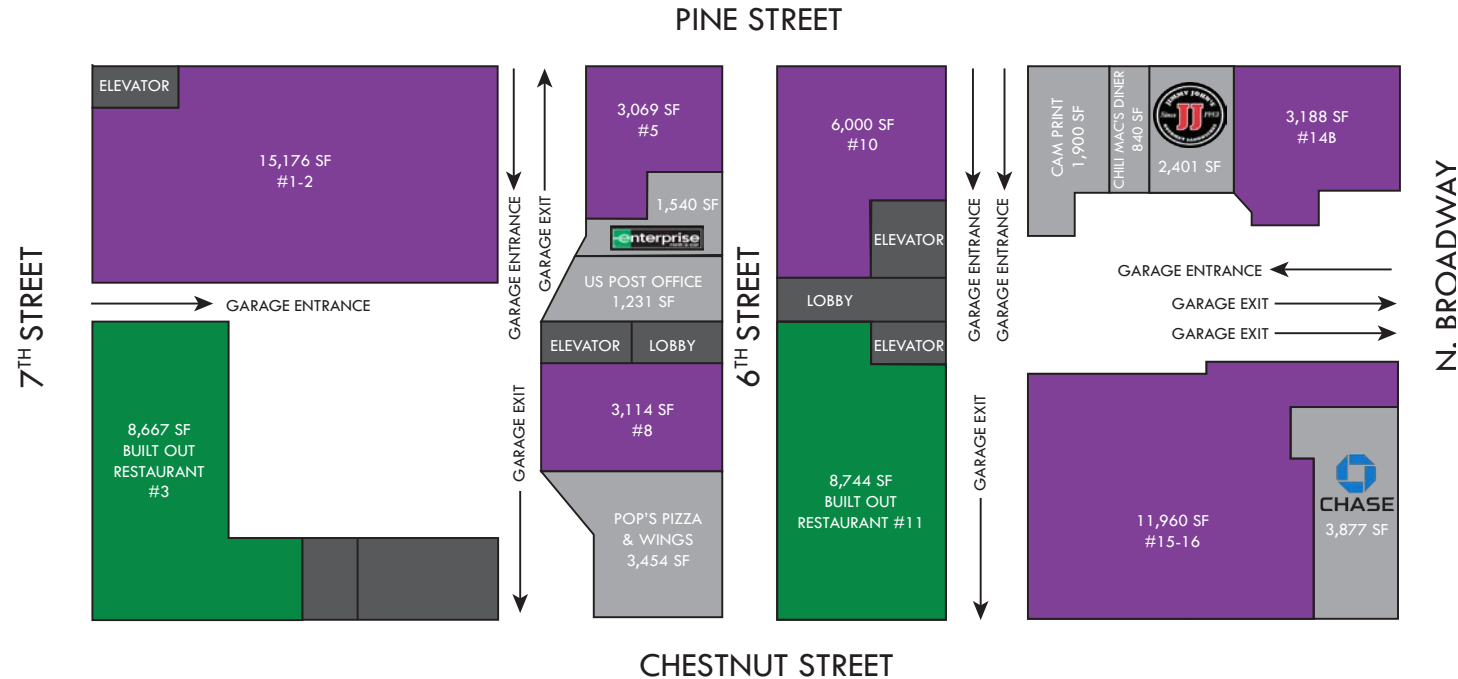 PINE STREET
ELEVATOR
15,176 SF
#1-2
GARAGE ENTRANCE
GARAGE EXIT
3,069 SF
#5
1,540 SF
enterprise
US POST OFFICE
1,231 SF
ELEVATOR
LOBBY
3,114 SF
#8
POP'S PIZZA
& WINGS
3,454 SF
7TH STREET
GARAGE ENTRANCE
8,667 SF
BUILT OUT
RESTAURANT
#3
GARAGE EXIT
6TH STREET
6,000 SF
#10
ELEVATOR
LOBBY
ELEVATOR
8,744 SF
BUILT OUT
RESTAURANT #11
GARAGE ENTRANCE
GARAGE ENTRANCE
GARAGE EXIT
CAM PRINT
1,900 SF
CHILI MAC'S DINER
840 SF
JIMMY JOHN'S
Since 1983
JJ
2,401 SF
3,188 SF
#14B
GARAGE ENTRANCE
GARAGE EXIT
GARAGE EXIT
N. BROADWAY
11,960 SF
#15-16
CHASE
3,877 SF
CHESTNUT STREET